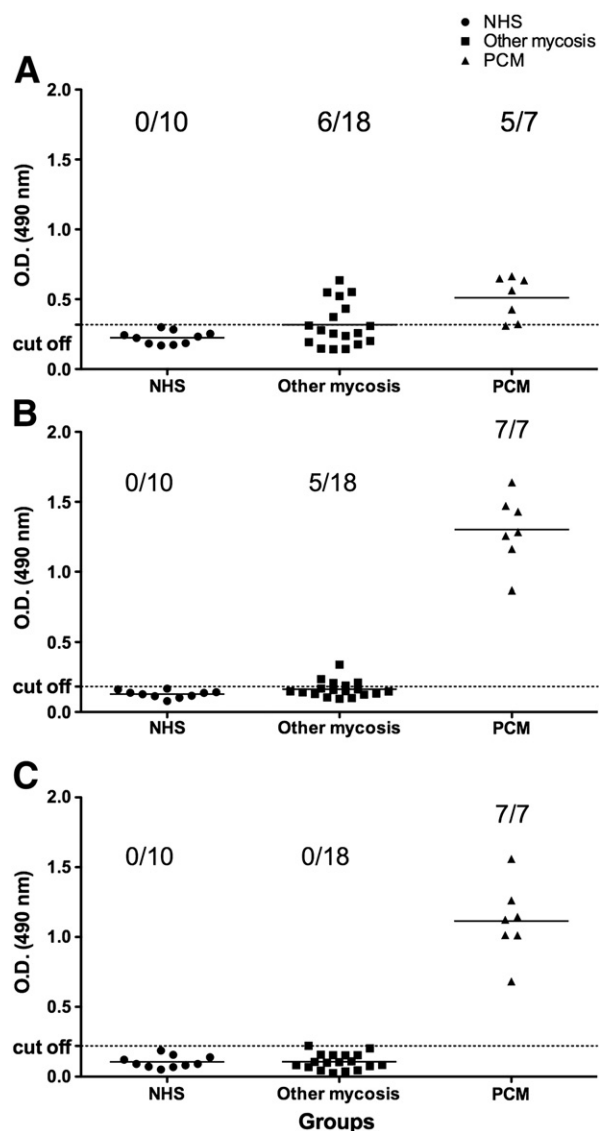 NHS
Other mycosis
PCM
A
2.0
0/10 6/18 5/7
1.5
O.D. (490 nm)
1.0
0.5
cut off
0.0
NHS Other mycosis PCM
B
7/7
2.0
0/10 5/18
1.5
O.D. (490 nm)
1.0
0.5
cut off
0.0
NHS Other mycosis PCM
C
2.0
7/7
0/10 0/18
1.5
O.D. (490 nm)
1.0
0.5
cut off
0.0
NHS Other mycosis PCM
Groups